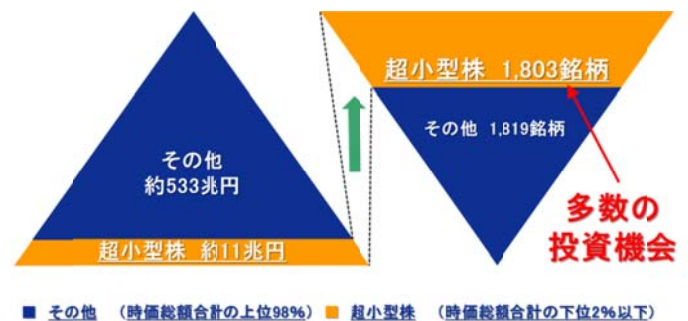 その他
約533兆円
超小型株 約11兆円
超小型株 1,803銘柄
その他 1,819銘柄
多数の
投資機会
■ その他 (時価総額合計の上位98%) ■ 超小型株 (時価総額合計の下位2%以下)